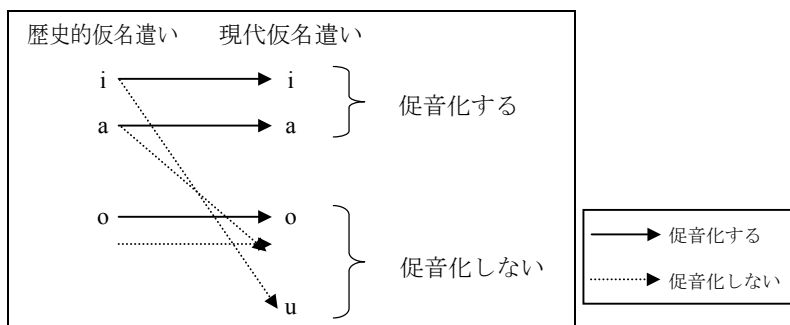 歴史的仮名遣い 現代仮名遣い
i i
促音化する
a a
o o
促音化しない
u
促音化する
促音化しない